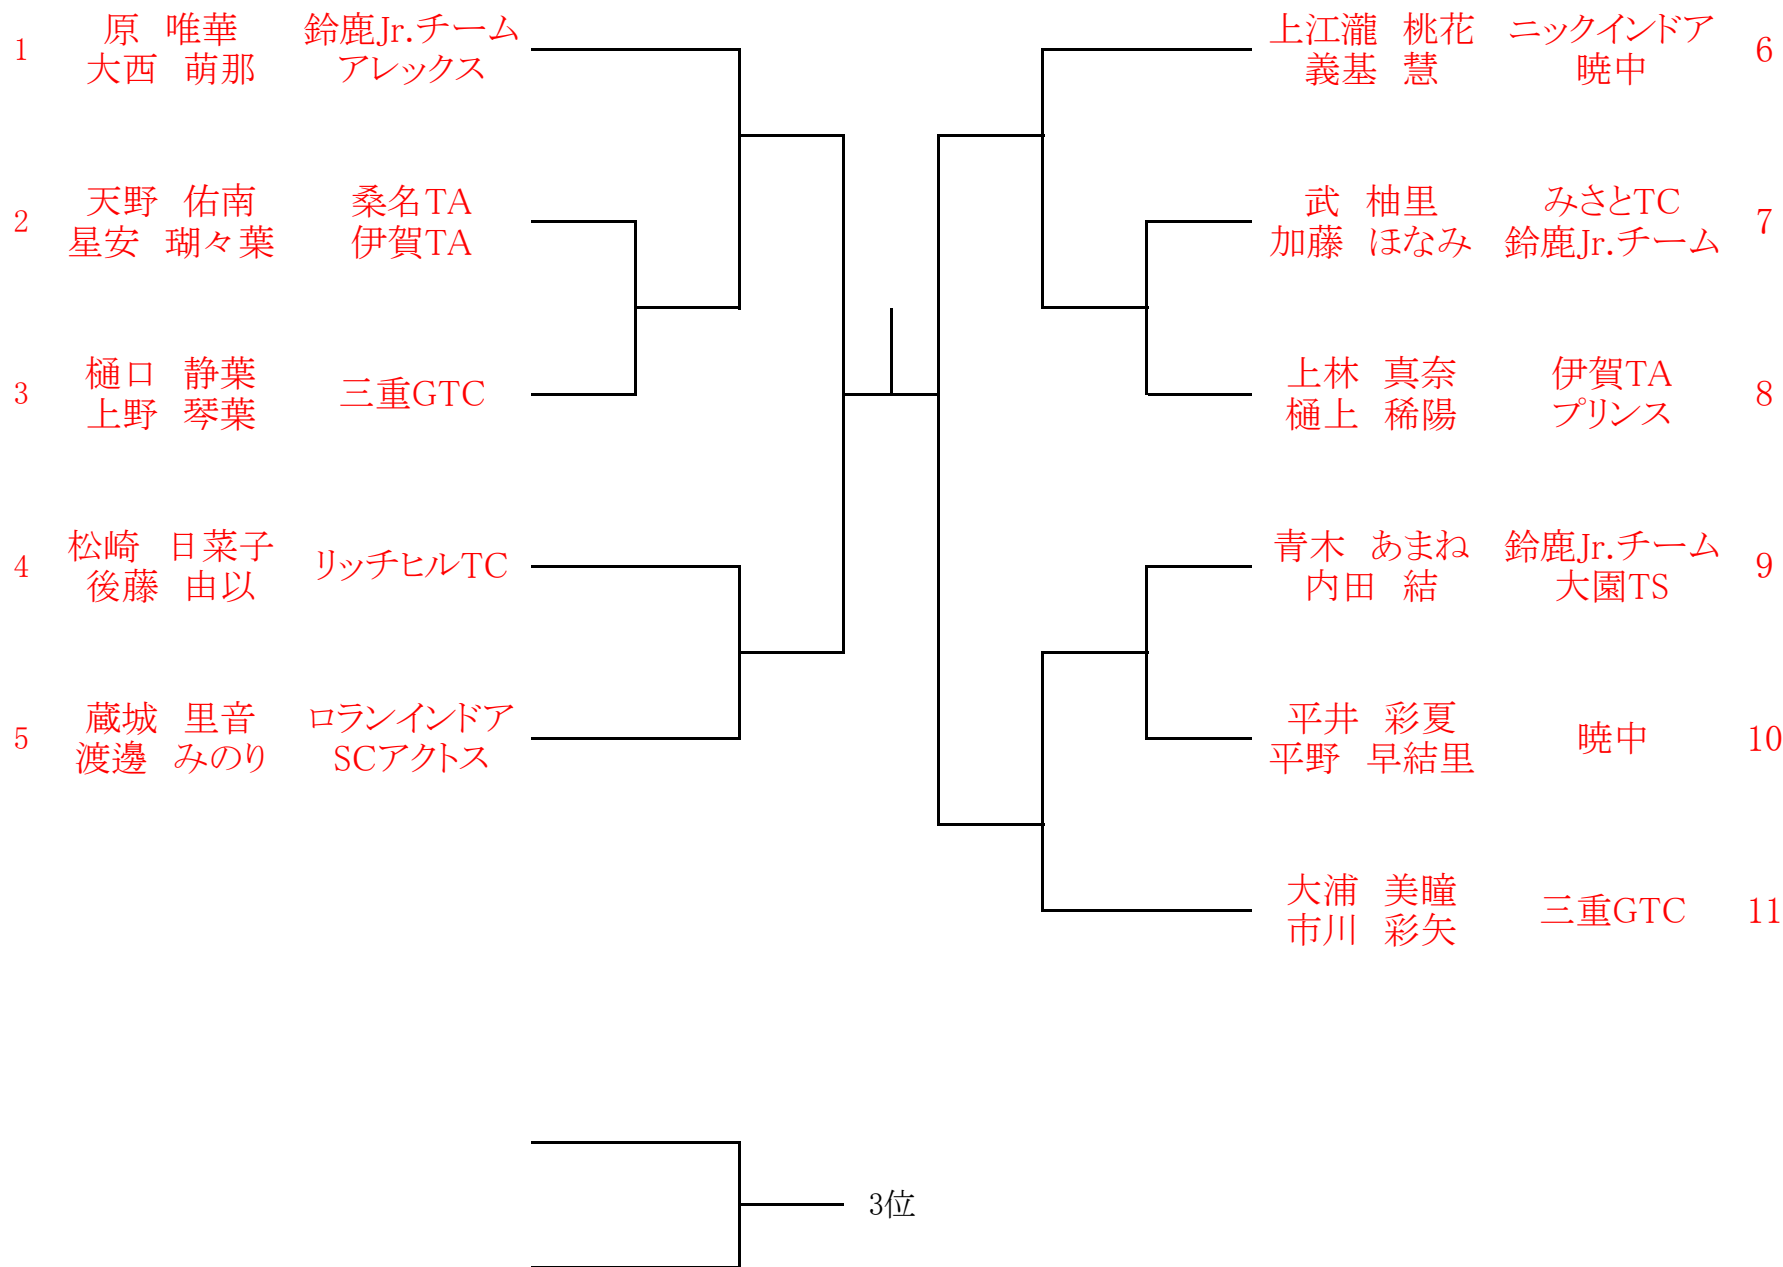 1 原 唯華 鈴鹿Jr.チーム
大西 萌那 アレックス
2 天野 佑南 桑名TA
星安 瑚々葉 伊賀TA
3 樋口 静葉 三重GTC
上野 琴葉
4 松崎 日菜子 リッチヒルTC
後藤 由以
5 蔵城 里音 ロランインドア
渡邊 みのり SCアクトス
上江瀧 桃花 ニックインドア 6
義基 慧 暁中
武 柚里 みさとTC 7
加藤 ほなみ 鈴鹿Jr.チーム
上林 真奈 伊賀TA 8
樋上 稀陽 プリンス
青木 あまね 鈴鹿Jr.チーム 9
内田 結 大園TS
平井 彩夏 暁中 10
平野 早結里
大浦 美瞳 三重GTC 11
市川 彩矢
3位